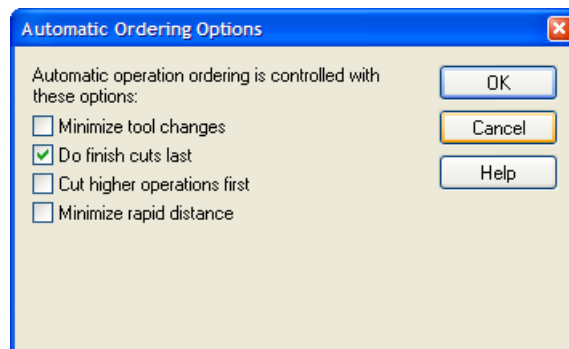 Automatic Ordering Options
Automatic operation ordering is controlled with
these options:
Minimize tool changes
Do finish cuts last
Cut higher operations first
Minimize rapid distance
OK
Cancel
Help